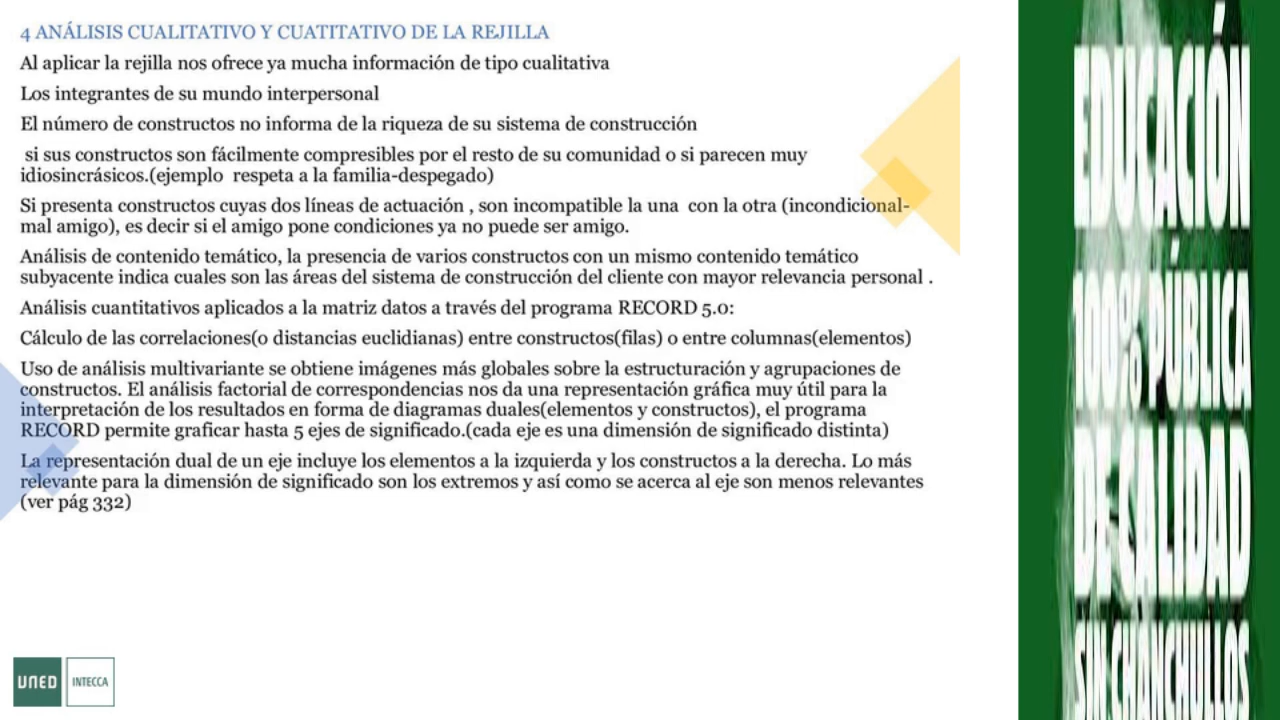 4 ANÁLISIS CUALITATIVO Y CUATITATIVO DE LA REJILLA
Al aplicar la rejilla nos ofrece ya mucha información de tipo cualitativa
Los integrantes de su mundo interpersonal
El número de constructos no informa de la riqueza de su sistema de construcción
si sus constructos son fácilmente compresibles por el resto de su comunidad o si parecen muy
idiosincrásicos.(ejemplo respeta a la familia-despegado)
Si presenta constructos cuyas dos líneas de actuación , son incompatible la una con la otra (incondicional-
mal amigo), es decir si el amigo pone condiciones ya no puede ser amigo.
Análisis de contenido temático, la presencia de varios constructos con un mismo contenido temático
subyacente indica cuales son las áreas del sistema de construcción del cliente con mayor relevancia personal .
Análisis cuantitativos aplicados a la matriz datos a través del programa RECORD 5.0:
Cálculo de las correlaciones(o distancias euclidianas) entre constructos(filas) o entre columnas(elementos)
Uso de análisis multivariante se obtiene imágenes más globales sobre la estructuración y agrupaciones de
constructos. El análisis factorial de correspondencias nos da una representación gráfica muy útil para la
interpretación de los resultados en forma de diagramas duales(elementos y constructos), el programa
RECORD permite graficar hasta 5 ejes de significado.(cada eje es una dimensión de significado distinta)
La representación dual de un eje incluye los elementos a la izquierda y los constructos a la derecha. Lo más
relevante para la dimensión de significado son los extremos y así como se acerca al eje son menos relevantes
(ver pág 332)
UNED INTECCA
EDUCACIÓN
100% PÚBLICA
DE CALIDAD
SIN CHANCHULLOS